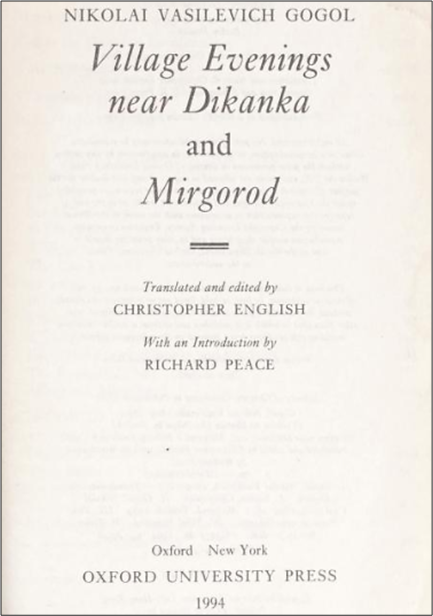 NIKOLAI VASILEVICH GOGOL
Village Evenings
near Dikanka
and
Mirgorod
Translated and edited by
CHRISTOPHER ENGLISH
With an Introduction by
RICHARD PEACE
Oxford New York
OXFORD UNIVERSITY PRESS
1994